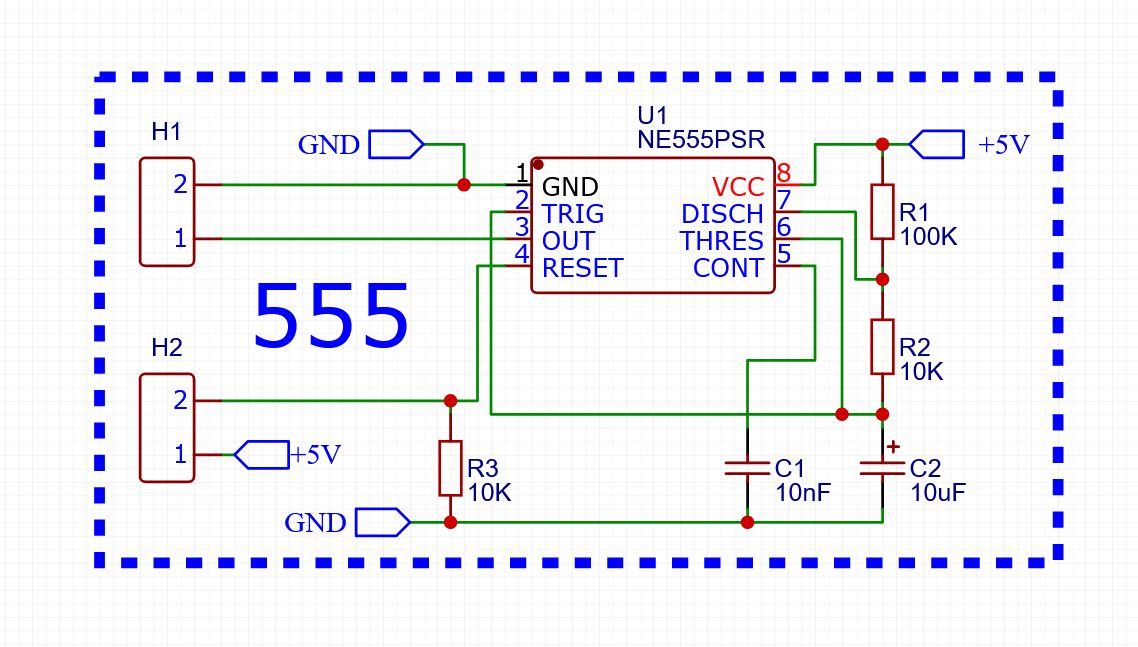 H1
2
1
GND
U1
NE555PSR
1
2
3
4
GND
TRIG
OUT
RESET
VCC
DISCH
THRES
CONT
8
7
6
5
+5V
R1
100K
555
H2
2
1
+5V
R2
10K
R3
10K
C1
10nF
+
C2
10uF
GND